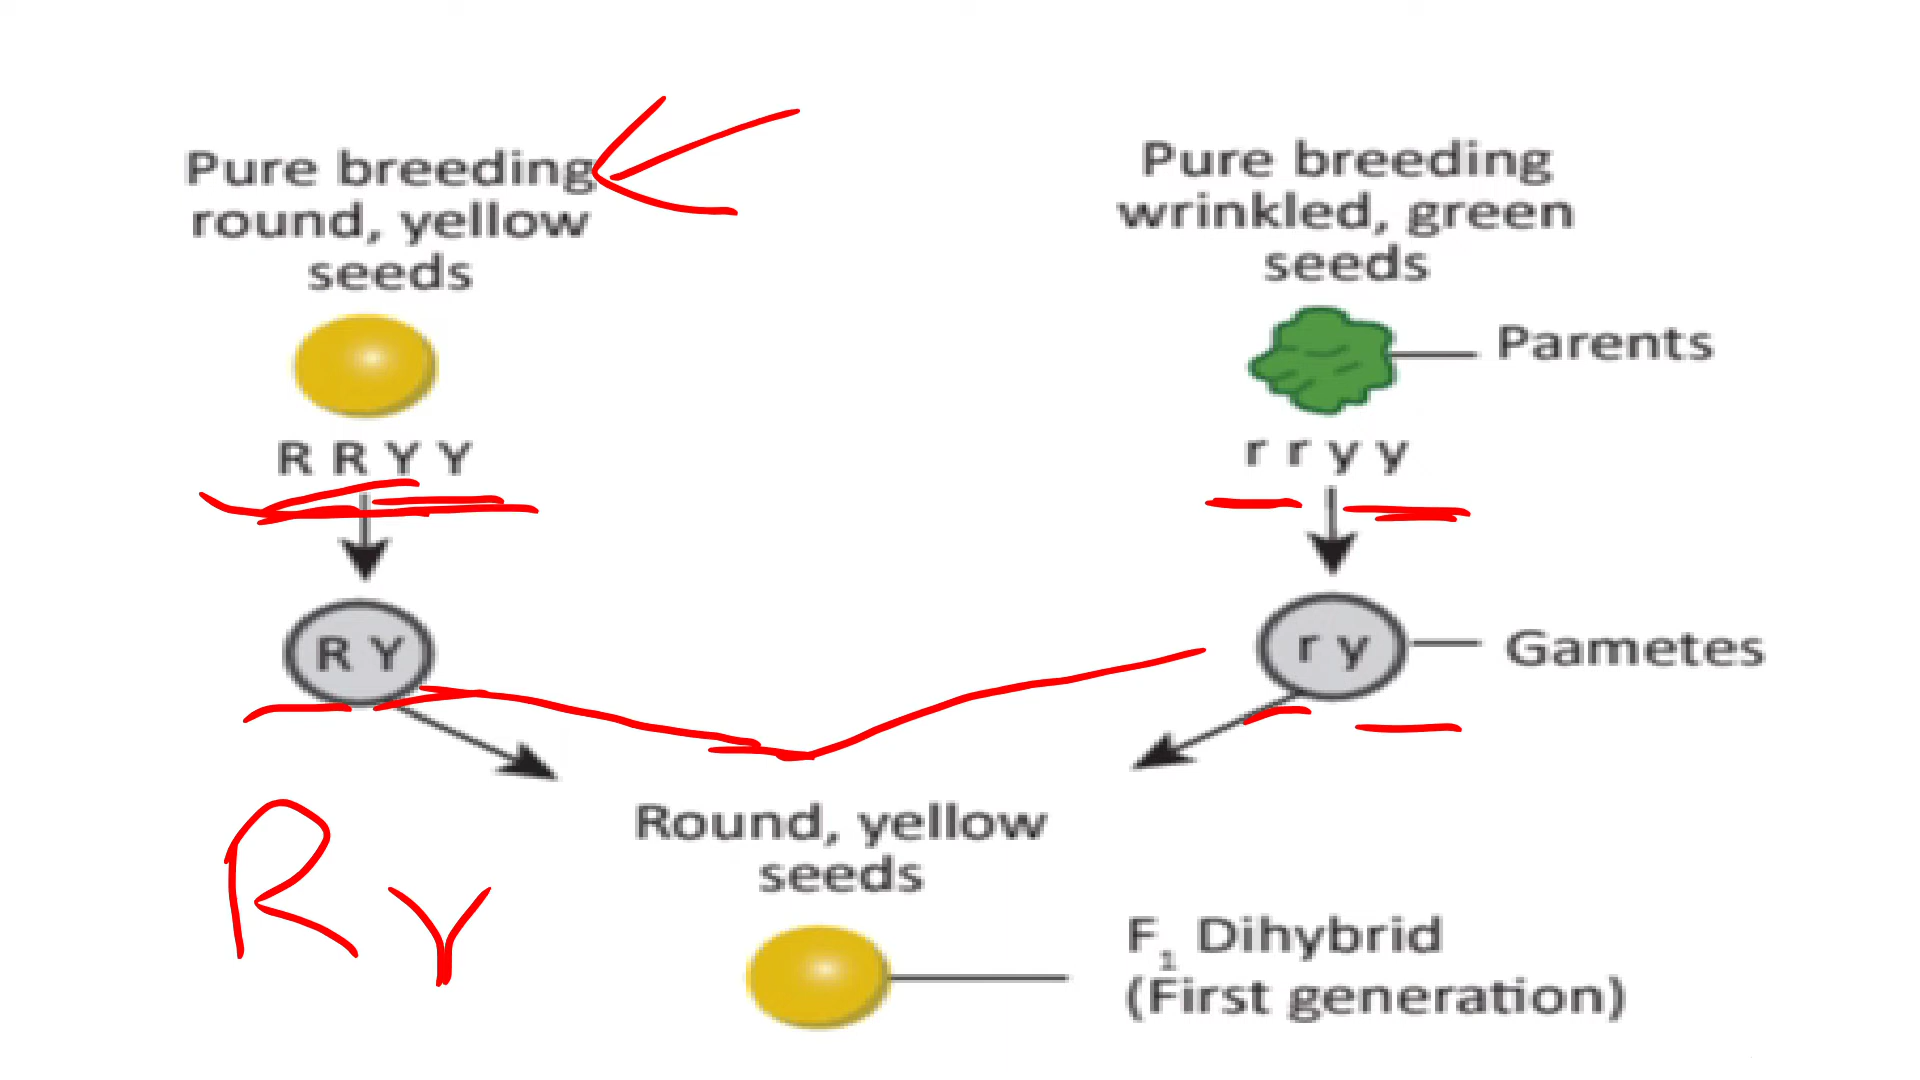 Pure breeding
round, yellow
seeds
Pure breeding
wrinkled, green
seeds
Parents
R R Y Y
r r y y
R Y
r y
Gametes
Round, yellow
seeds
R Y
F₁ Dihybrid
(First generation)